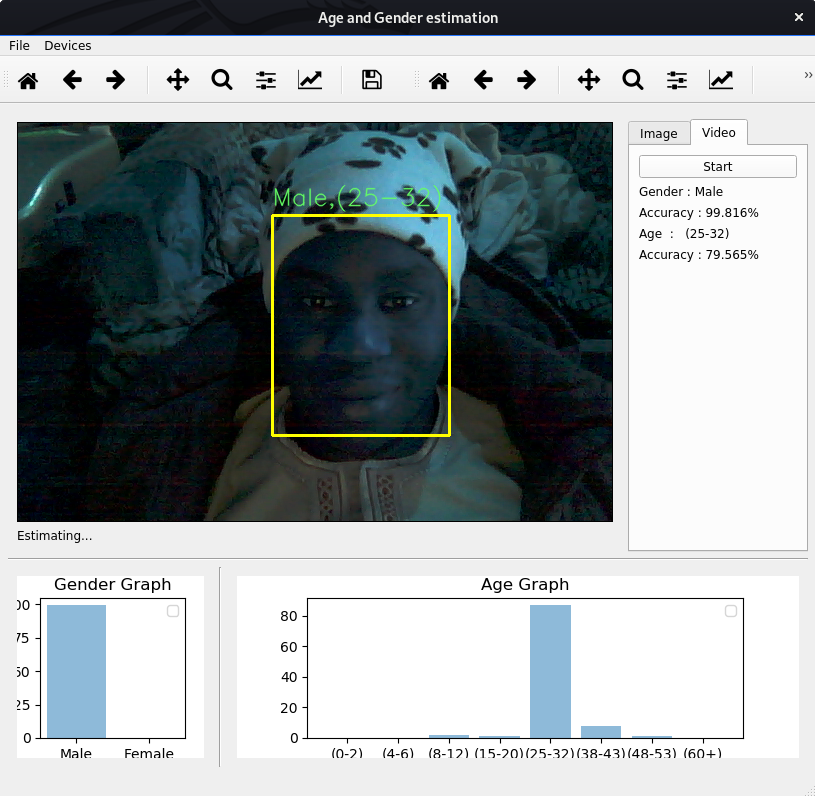 Age and Gender estimation
File Devices
Image Video
Start
Male,(25-32)
Gender : Male
Accuracy : 99.816%
Age : (25-32)
Accuracy : 79.565%
Estimating...
Gender Graph
75
25
0
Male Female
Age Graph
80
60
40
20
0
(0-2) (4-6) (8-12) (15-20) (25-32) (38-43) (48-53) (60+)